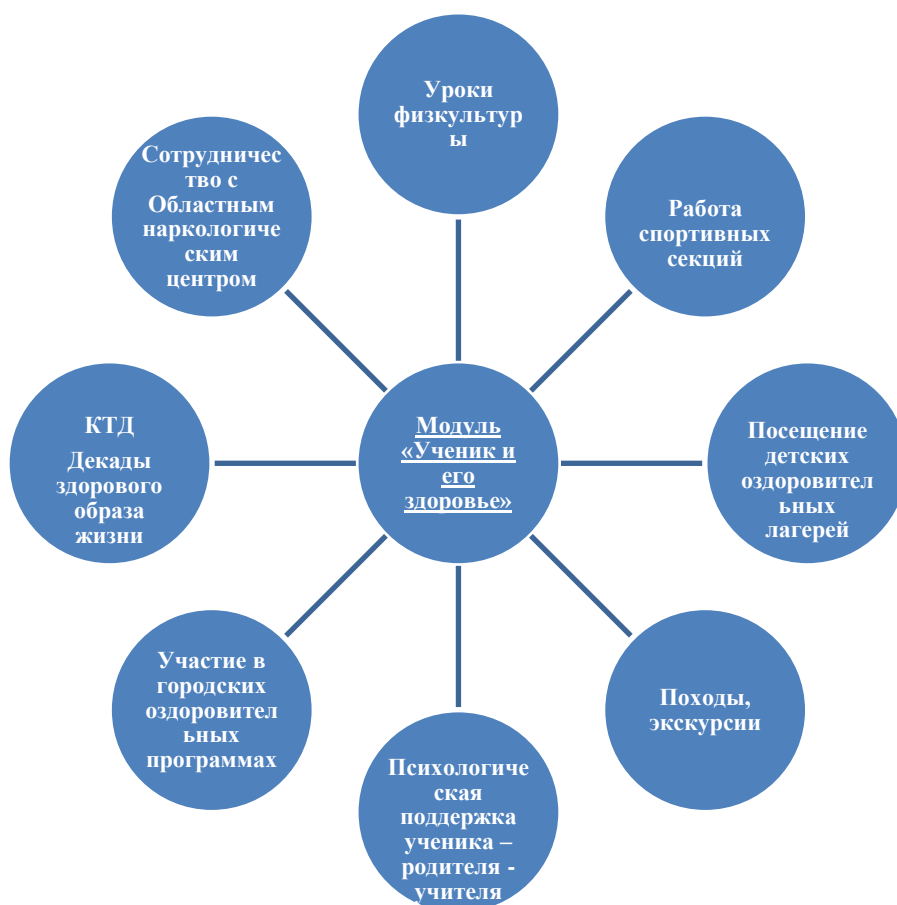 Уроки
физкультур
ы
Сотрудничес
тво с
Областным
наркологиче
ским
центром
Работа
спортивных
секций
КТД
Декады
здорового
образа
жизни
Модуль
«Ученик и
его
здоровье»
Посещение
детских
оздоровител
ьных
лагерей
Участие в
городских
оздоровител
ьных
программах
Походы,
экскурсии
Психологиче
ская
поддержка
ученика –
родителя -
учителя